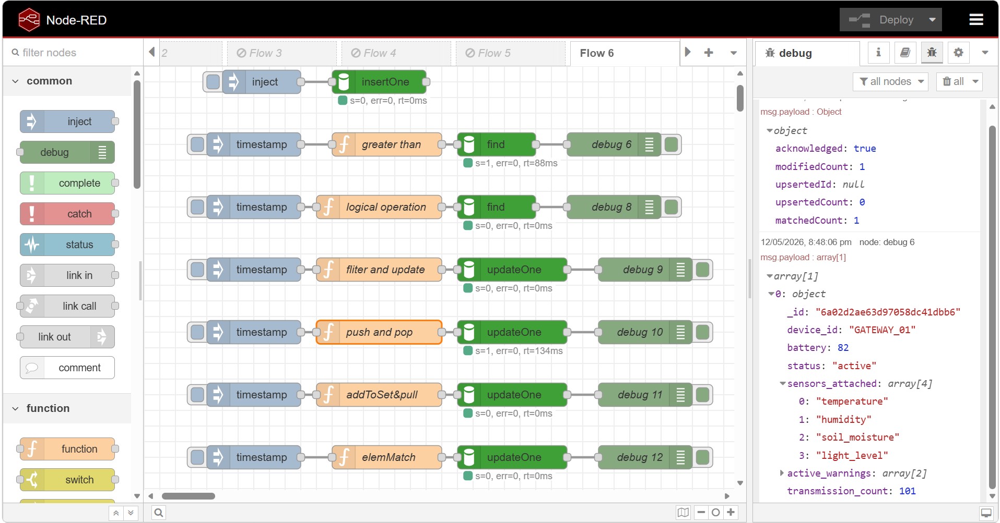 Node-RED
Deploy
filter nodes
2
Flow 3
Flow 4
Flow 5
Flow 6
debug
all nodes
all
common
inject
debug
complete
catch
status
link in
link call
link out
comment
function
function
switch
inject
insertOne
s=0, err=0, rt=0ms
timestamp
greater than
find
debug 6
s=1, err=0, rt=88ms
timestamp
logical operation
find
debug 8
s=0, err=0, rt=0ms
timestamp
fliter and update
updateOne
debug 9
s=0, err=0, rt=0ms
timestamp
push and pop
updateOne
debug 10
s=1, err=0, rt=134ms
timestamp
addToSet&pull
updateOne
debug 11
s=0, err=0, rt=0ms
timestamp
elemMatch
updateOne
debug 12
s=0, err=0, rt=0ms
msg.payload : Object
object
acknowledged: true
modifiedCount: 1
upsertedId: null
upsertedCount: 0
matchedCount: 1
12/05/2026, 8:48:06 pm node: debug 6
msg.payload : array[1]
array[1]
0: object
_id: "6a02d2ae63d97058dc41dbb6"
device_id: "GATEWAY_01"
battery: 82
status: "active"
sensors_attached: array[4]
0: "temperature"
1: "humidity"
2: "soil_moisture"
3: "light_level"
active_warnings: array[2]
transmission_count: 101